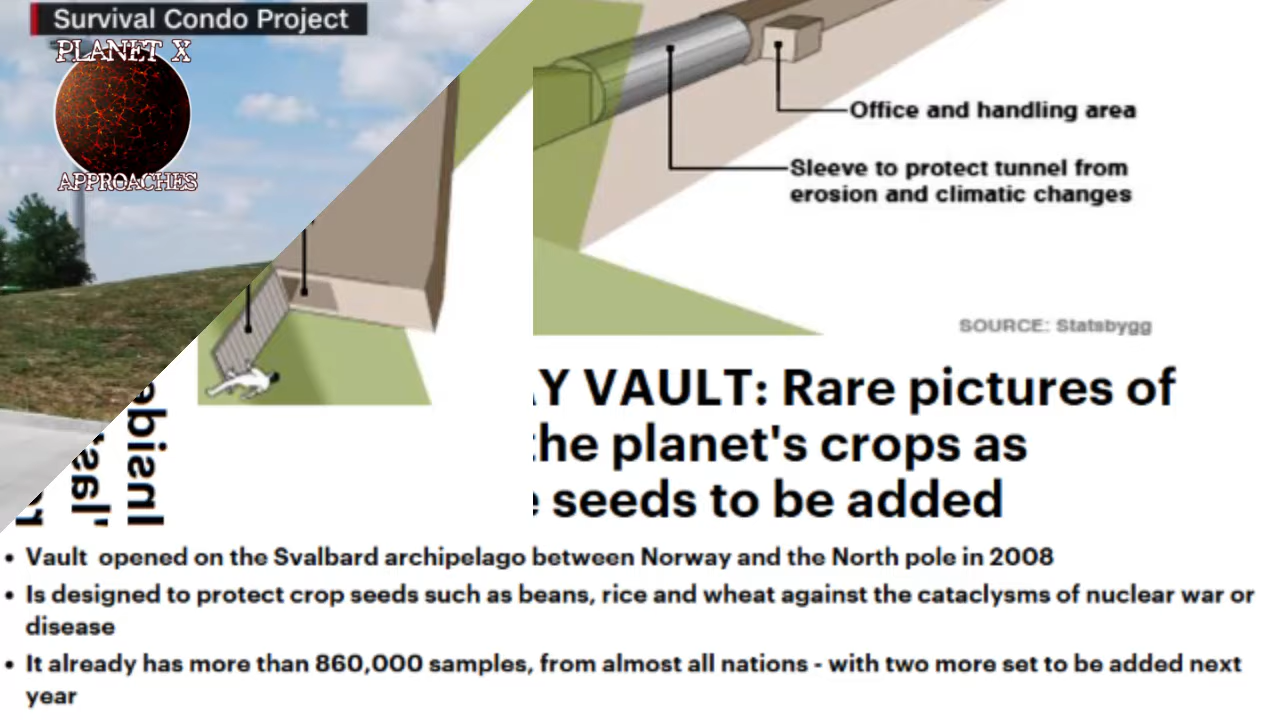 Survival Condo Project
PLANET X
APPROACHES
Office and handling area
Sleeve to protect tunnel from
erosion and climatic changes
SOURCE: Statsbygg
VAULT: Rare pictures of
the planet's crops as
seeds to be added
• Vault opened on the Svalbard archipelago between Norway and the North pole in 2008
• Is designed to protect crop seeds such as beans, rice and wheat against the cataclysms of nuclear war or
disease
• It already has more than 860,000 samples, from almost all nations - with two more set to be added next
year